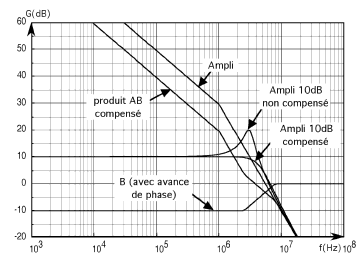 G(dB)
60
50
40
30
20
10
0
-10
-20
Ampli
produit AB
compensé
Ampli 10dB
non compensé
Ampli 10dB
compensé
B (avec avance
de phase)
10³ 10⁴ 10⁵ 10⁶ 10⁷ f(Hz) 10⁸